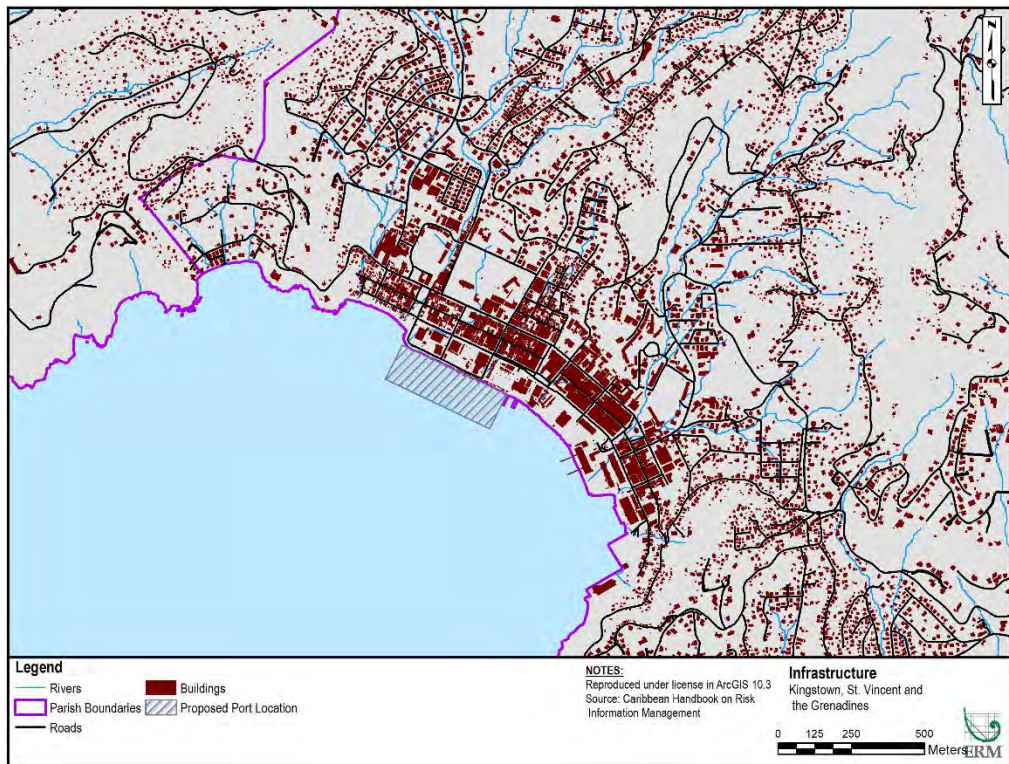 N
Legend
Rivers
Parish Boundaries
Roads
Buildings
Proposed Port Location
NOTES:
Reproduced under license in ArcGIS 10.3
Source: Caribbean Handbook on Risk
Information Management
Infrastructure
Kingstown, St. Vincent and
the Grenadines
0 125 250 500
Meters
ERM